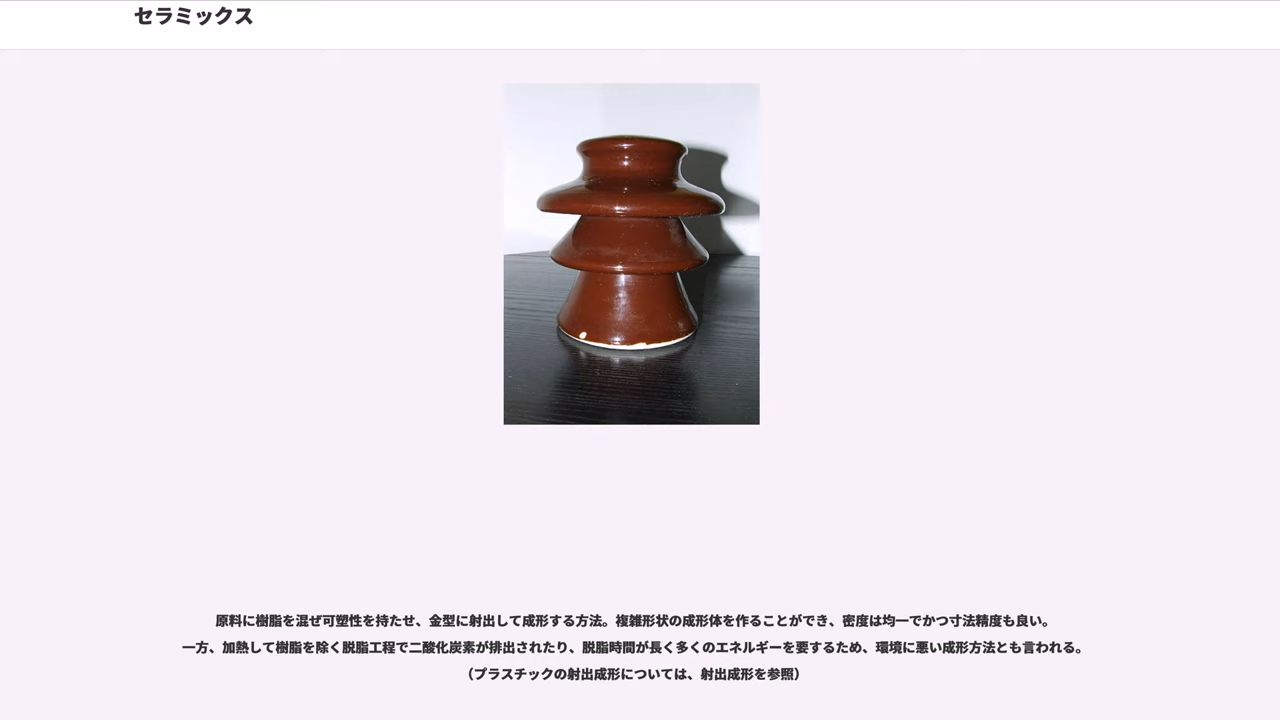 セラミックス
原料に樹脂を混ぜ可塑性を持たせ、金型に射出して成形する方法。複雑形状の成形体を作ることができ、密度は均一でかつ寸法精度も良い。
一方、加熱して樹脂を除く脱脂工程で二酸化炭素が排出されたり、脱脂時間が長く多くのエネルギーを要するため、環境に悪い成形方法とも言われる。
（プラスチックの射出成形については、射出成形を参照）